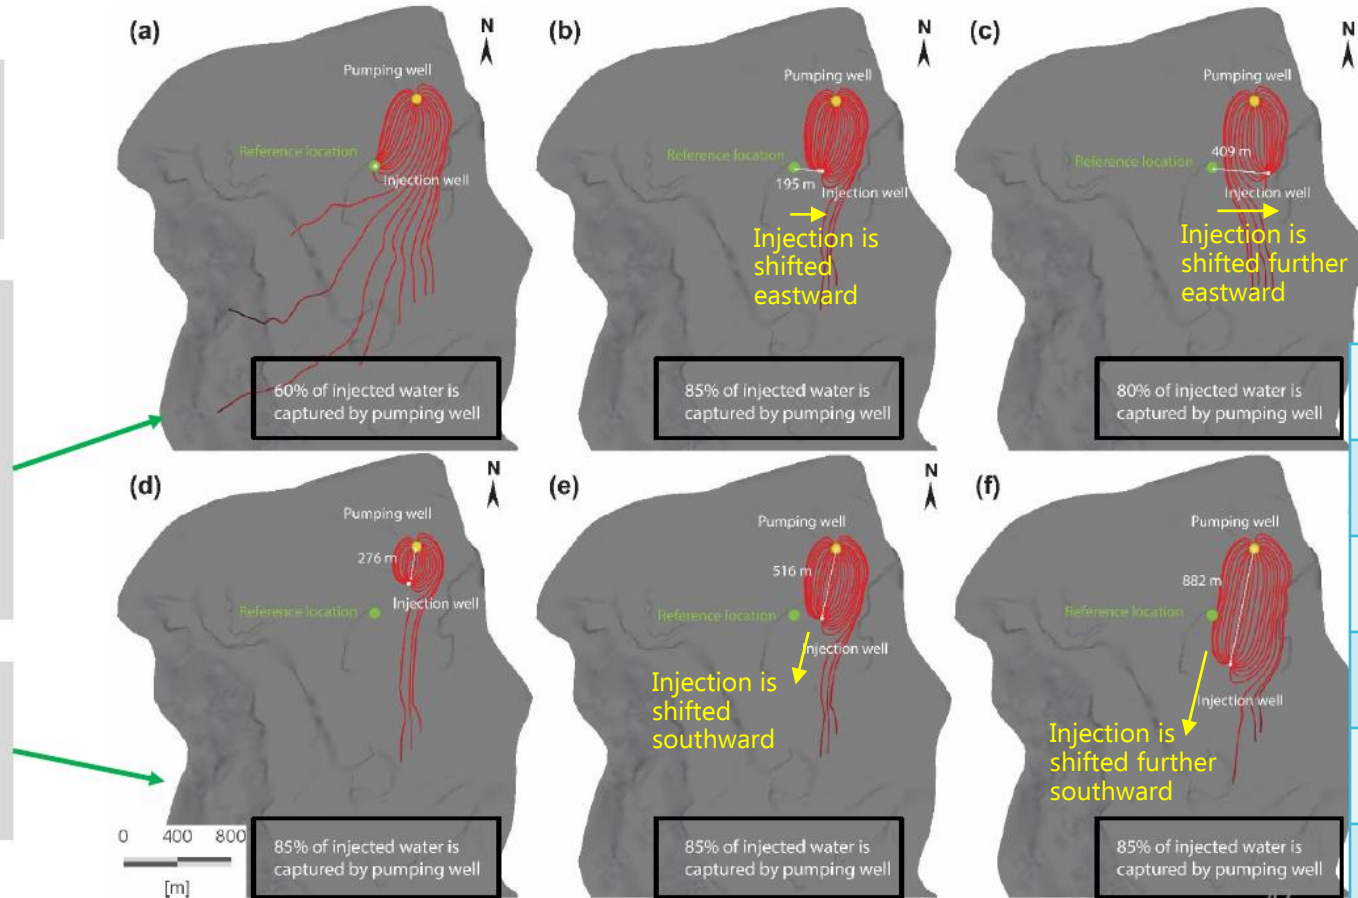 (a)
N
Pumping well
Reference location
Injection well
60% of injected water is
captured by pumping well
(b)
N
Pumping well
Reference location
195 m
Injection well
Injection is
shifted
eastward
85% of injected water is
captured by pumping well
(c)
N
Pumping well
409 m
Reference location
Injection well
Injection is
shifted further
eastward
80% of injected water is
captured by pumping well
(d)
N
Pumping well
276 m
Injection well
Reference location
0 400 800
[m]
85% of injected water is
captured by pumping well
(e)
N
Pumping well
516 m
Reference location
Injection well
Injection is
shifted
southward
85% of injected water is
captured by pumping well
(f)
N
Pumping well
882 m
Reference location
Injection well
Injection is
shifted further
southward
85% of injected water is
captured by pumping well